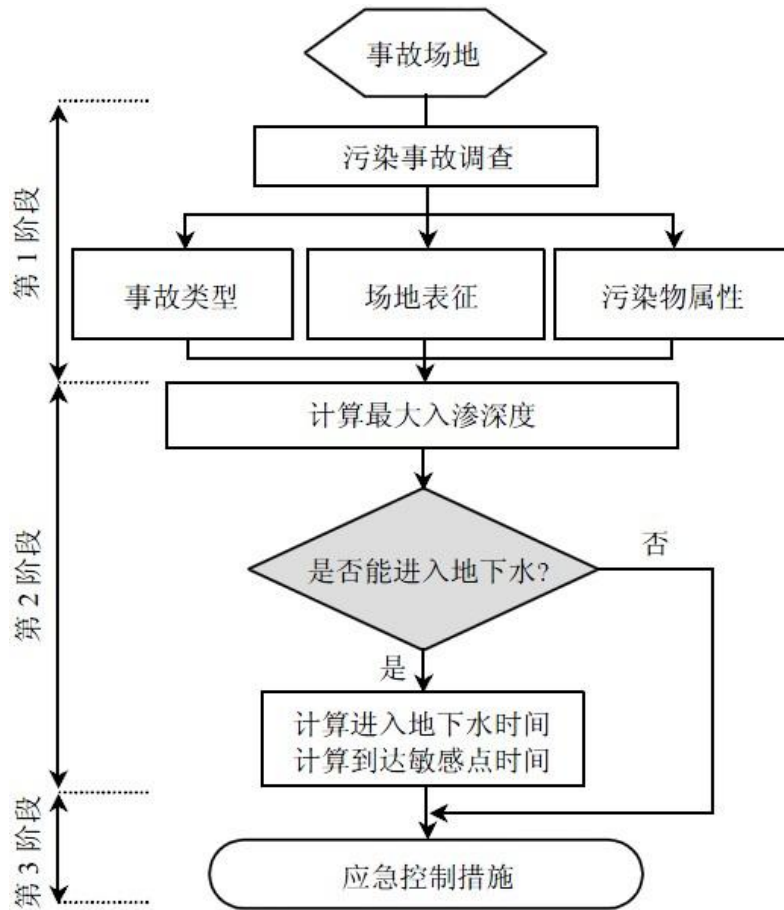 事故场地
第1阶段
污染事故调查
事故类型
场地表征
污染物属性
第2阶段
计算最大入渗深度
是否能进入地下水?
否
是
计算进入地下水时间
计算到达敏感点时间
第3阶段
应急控制措施